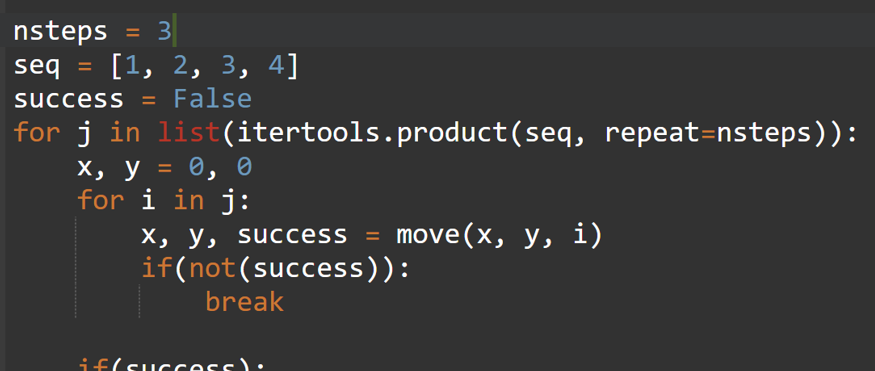 nsteps = 3
seq = [1, 2, 3, 4]
success = False
for j in list(itertools.product(seq, repeat=nsteps)):
    x, y = 0, 0
    for i in j:
        x, y, success = move(x, y, i)
        if(not(success)):
            break
    if(success):